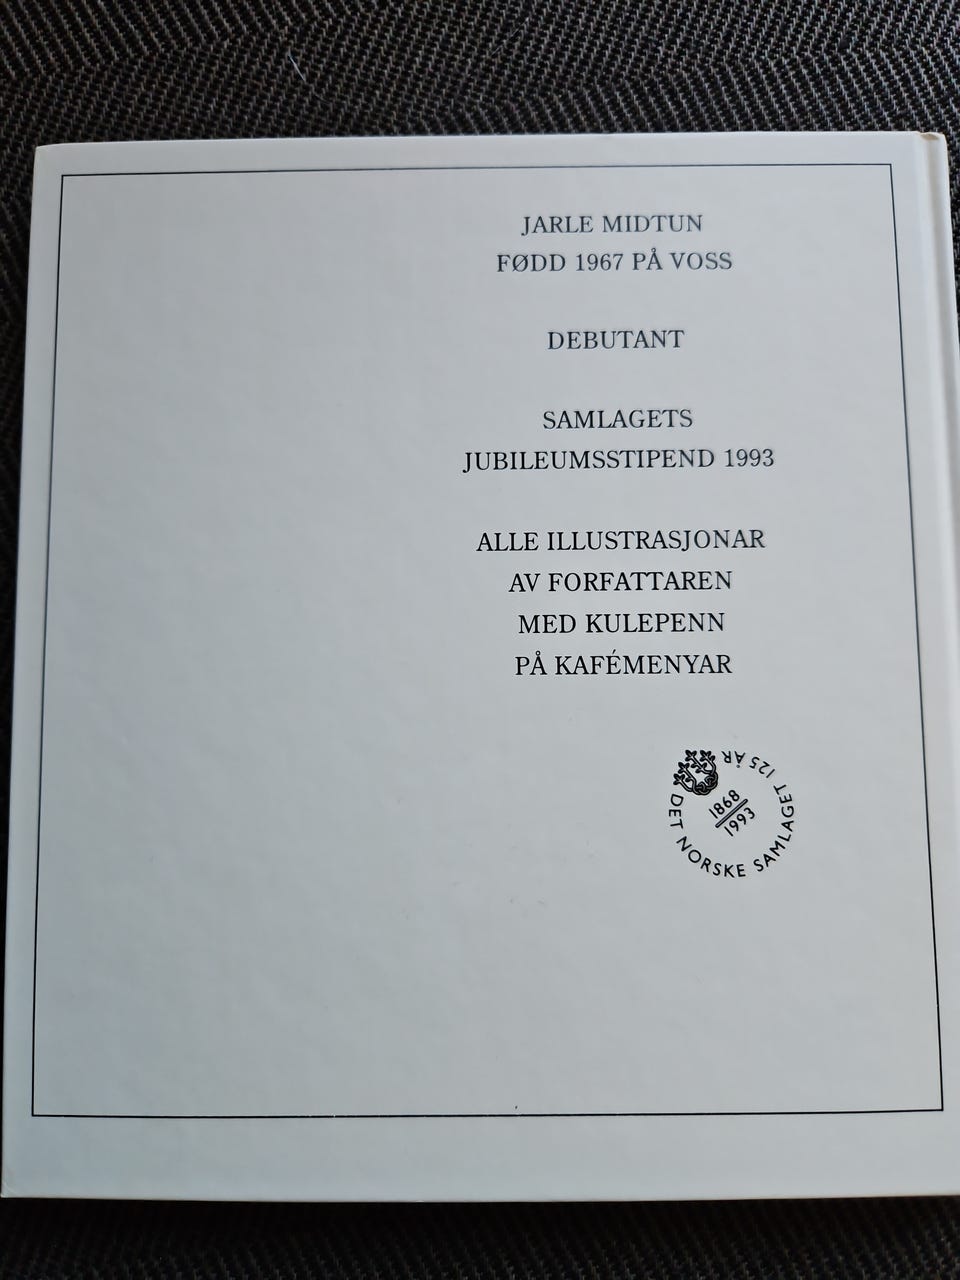 JARLE MIDTUN
FØDD 1967 PÅ VOSS
DEBUTANT
SAMLAGETS
JUBILEUMSSTIPEND 1993
ALLE ILLUSTRASJONAR
AV FORFATTAREN
MED KULEPENN
PÅ KAFÉMENYAR
DET NORSKE SAMLAGET 125 ÅR
1868
1993